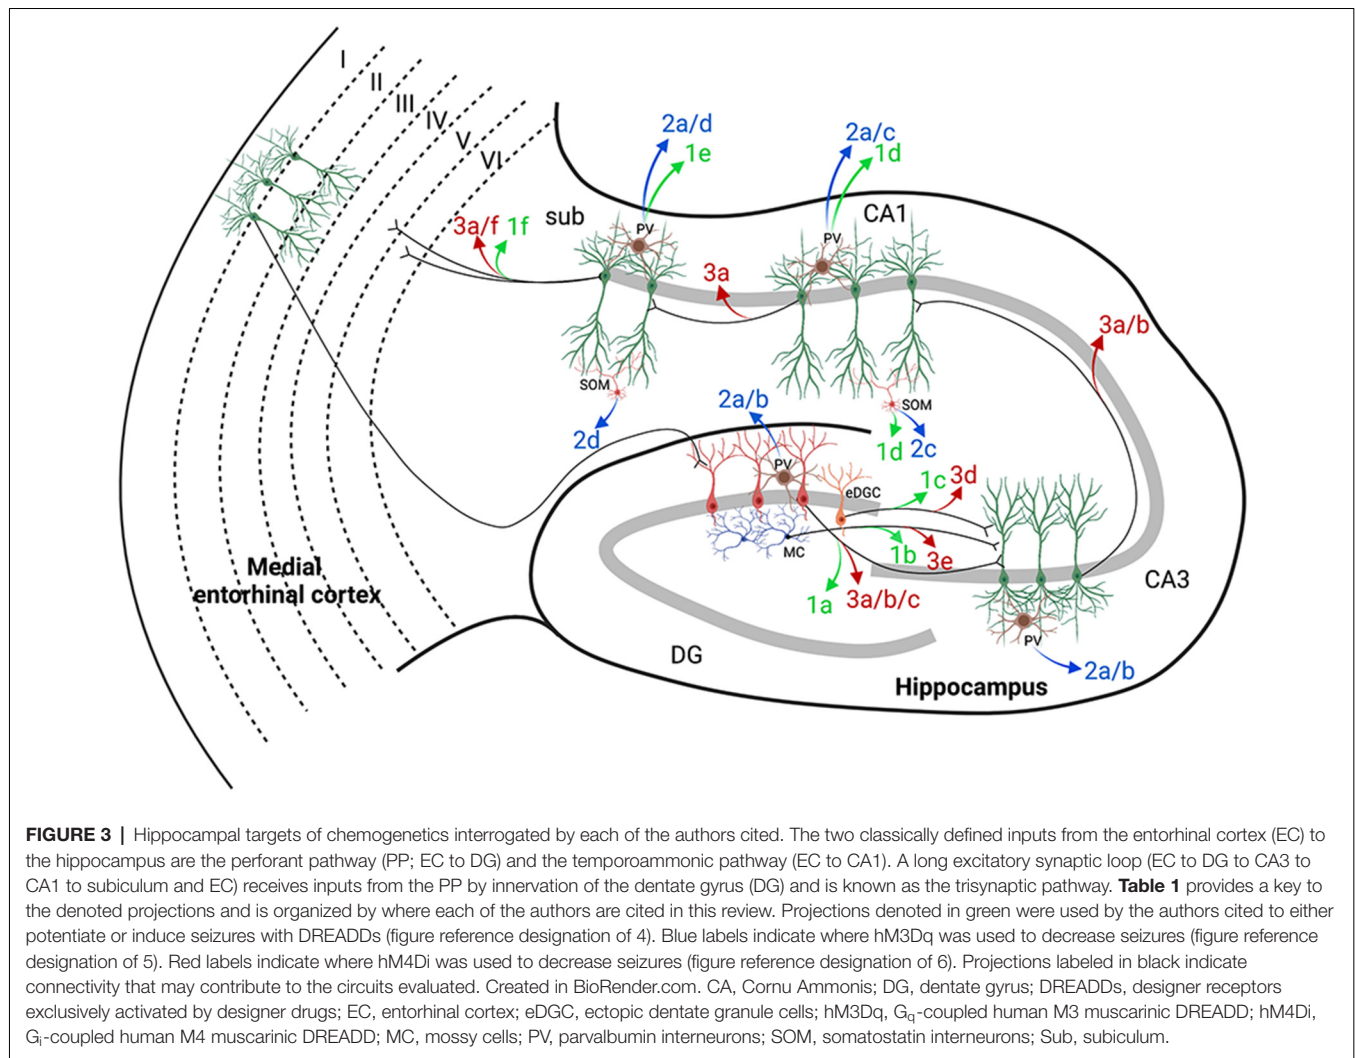 I
II
III
IV
V
VI
2a/d
1e
2a/c
1d
sub
PV
3a/f
1f
3a
PV
CA1
3a/b
SOM
2d
SOM
1d
2c
2a/b
PV
eDGC
1c
3d
MC
1b
3e
1a
3a/b/c
CA3
PV
2a/b
Medial
entorhinal cortex
DG
Hippocampus
FIGURE 3 | Hippocampal targets of chemogenetics interrogated by each of the authors cited. The two classically defined inputs from the entorhinal cortex (EC) to
the hippocampus are the perforant pathway (PP; EC to DG) and the temporoammonic pathway (EC to CA1). A long excitatory synaptic loop (EC to DG to CA3 to
CA1 to subiculum and EC) receives inputs from the PP by innervation of the dentate gyrus (DG) and is known as the trisynaptic pathway. Table 1 provides a key to
the denoted projections and is organized by where each of the authors are cited in this review. Projections denoted in green were used by the authors cited to either
potentiate or induce seizures with DREADDs (figure reference designation of 4). Blue labels indicate where hM3Dq was used to decrease seizures (figure reference
designation of 5). Red labels indicate where hM4Di was used to decrease seizures (figure reference designation of 6). Projections labeled in black indicate
connectivity that may contribute to the circuits evaluated. Created in BioRender.com. CA, Cornu Ammonis; DG, dentate gyrus; DREADDs, designer receptors
exclusively activated by designer drugs; EC, entorhinal cortex; eDGC, ectopic dentate granule cells; hM3Dq, Gq-coupled human M3 muscarinic DREADD; hM4Di,
Gi-coupled human M4 muscarinic DREADD; MC, mossy cells; PV, parvalbumin interneurons; SOM, somatostatin interneurons; Sub, subiculum.